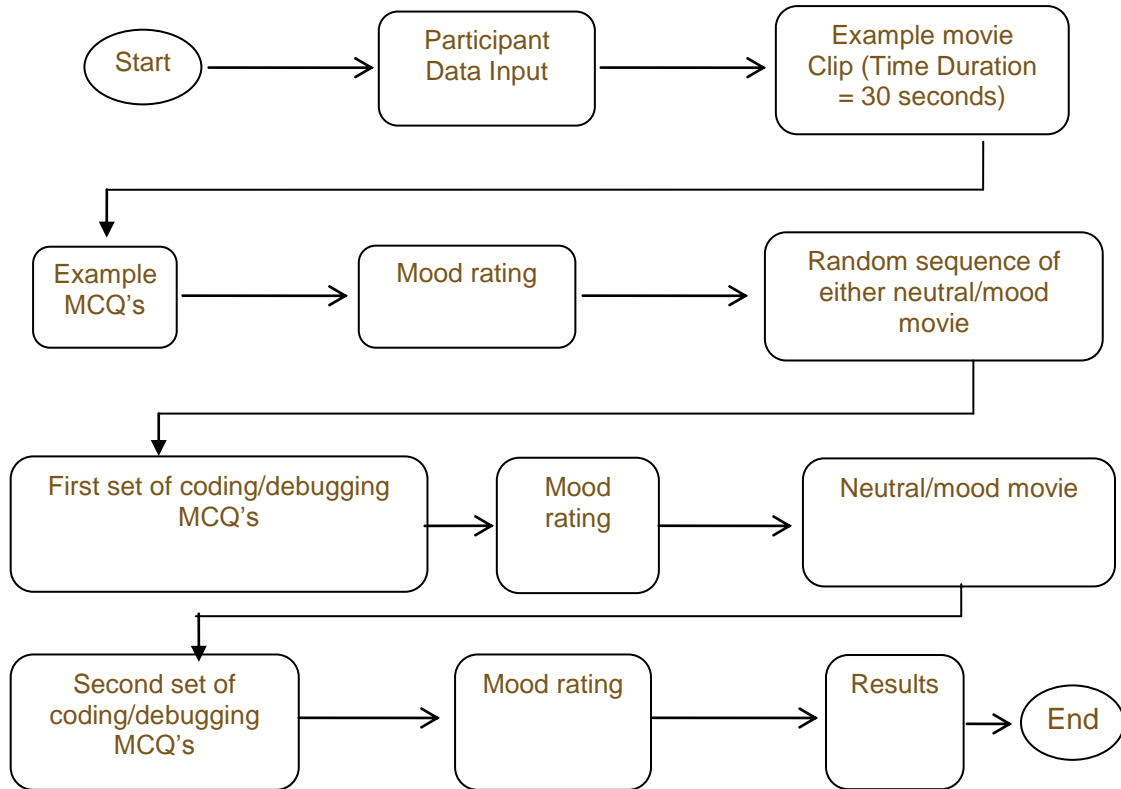 Start
Participant
Data Input
Example movie
Clip (Time Duration
= 30 seconds)
Example
MCQ’s
Mood rating
Random sequence of
either neutral/mood
movie
First set of coding/debugging
MCQ’s
Mood
rating
Neutral/mood movie
Second set of
coding/debugging
MCQ’s
Mood rating
Results
End